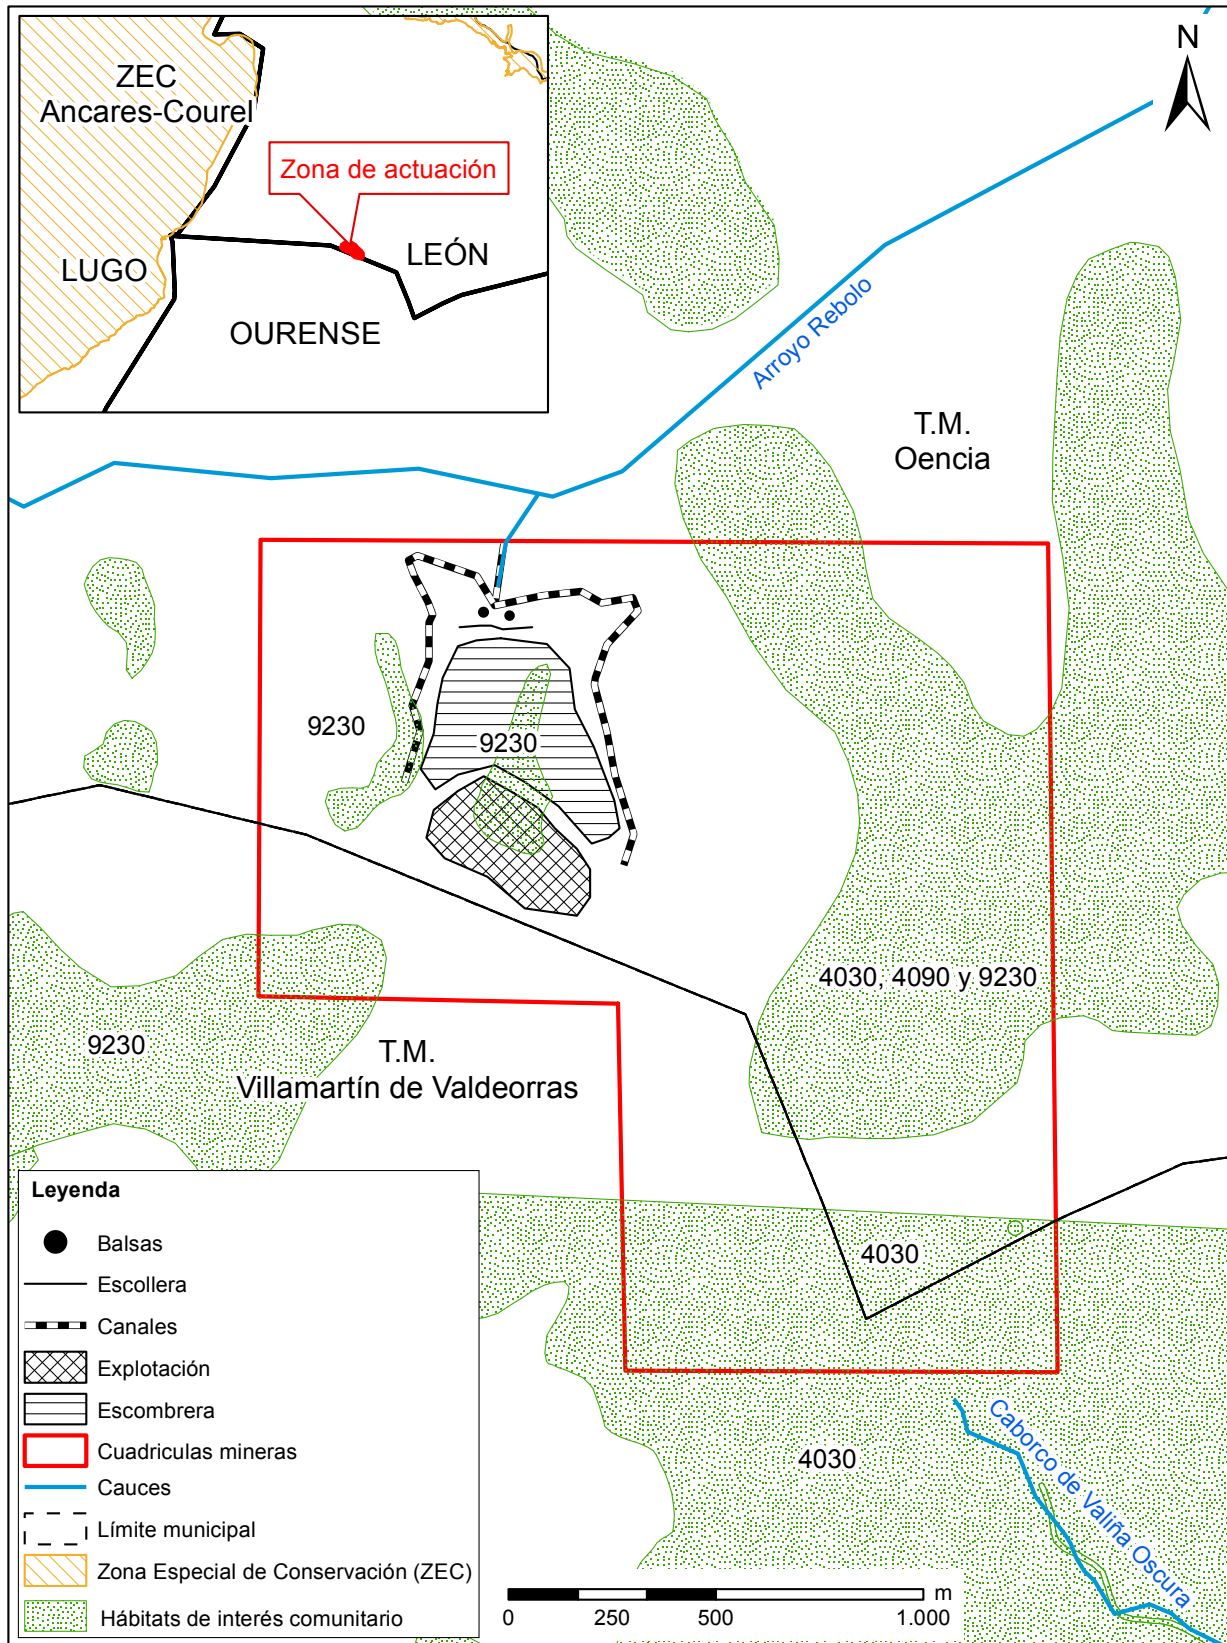 ZEC
Ancares-Courel
Zona de actuación
LUGO
LEÓN
OURENSE
N
Arroyo Rebolo
T.M.
Oencia
9230
9230
4030, 4090 y 9230
9230
T.M.
Villamartín de Valdeorras
4030
4030
Caborco de Valiña Oscura
Leyenda
Balsas
Escollera
Canales
Explotación
Escombrera
Cuadriculas mineras
Cauces
Límite municipal
Zona Especial de Conservación (ZEC)
Hábitats de interés comunitario
m
0 250 500 1.000